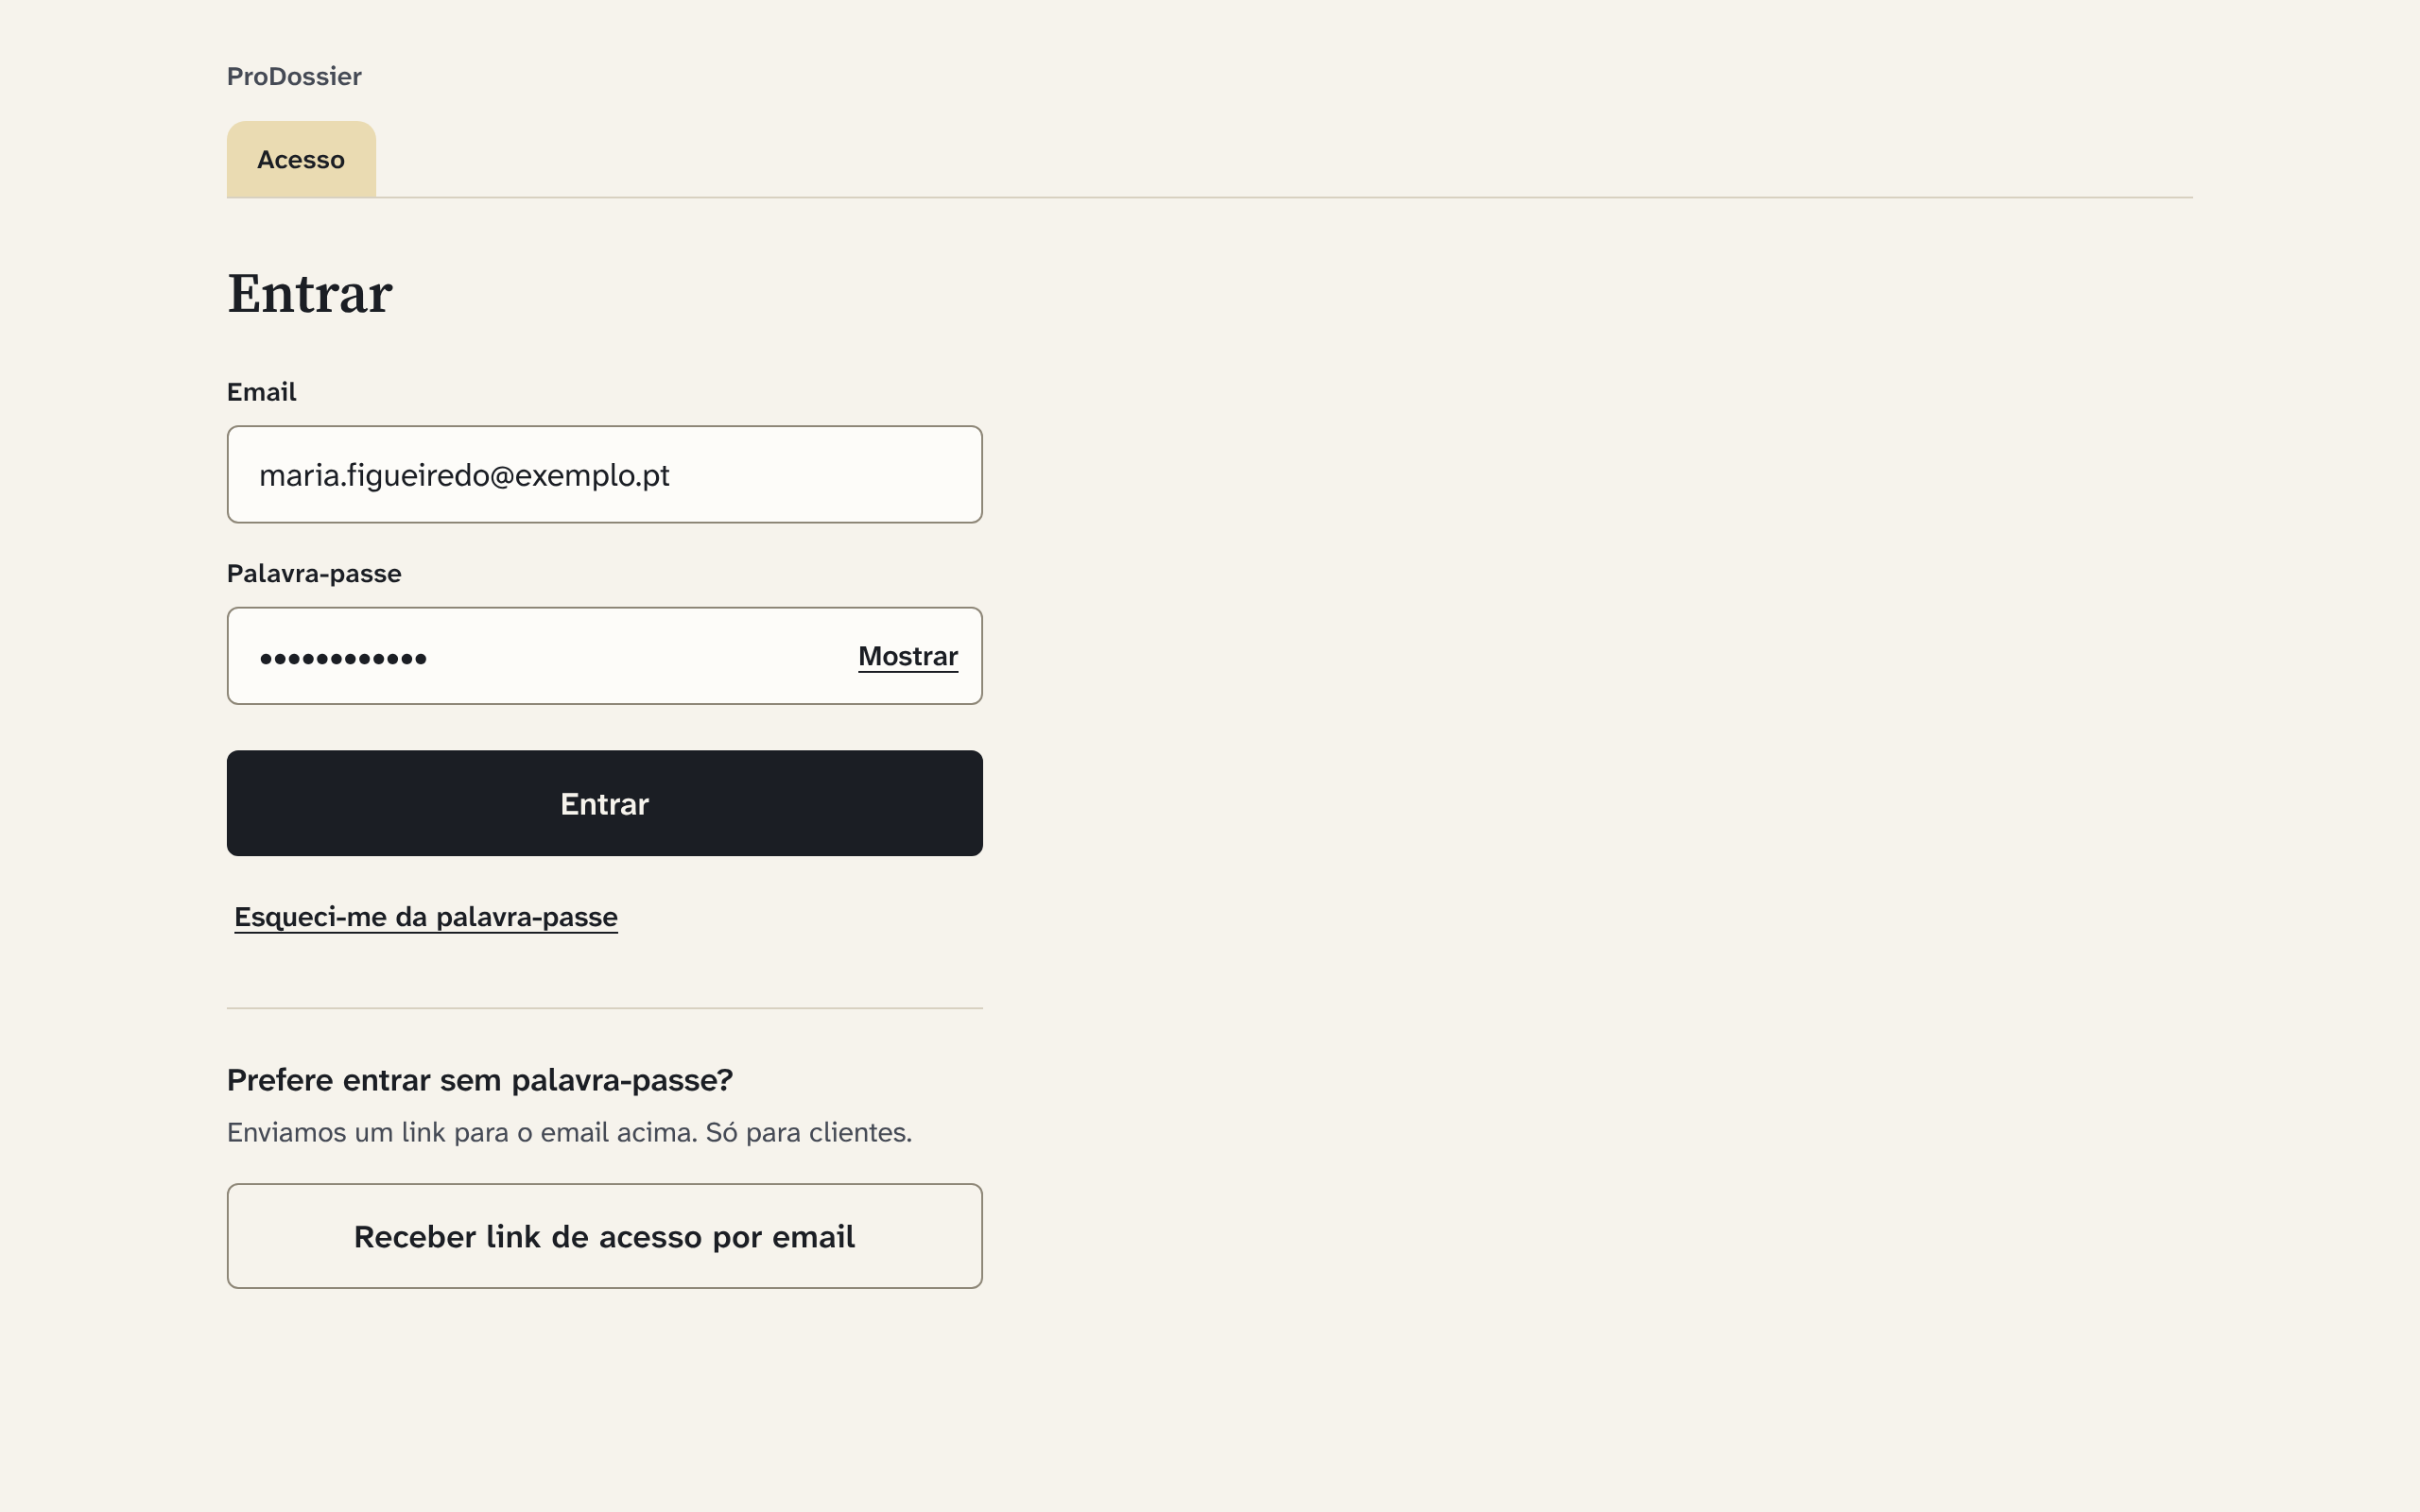 ProDossier
Acesso
Entrar
Email
maria.figueiredo@exemplo.pt
Palavra-passe
••••••••••••
Mostrar
Entrar
Esqueci-me da palavra-passe
Prefere entrar sem palavra-passe?
Enviamos um link para o email acima. Só para clientes.
Receber link de acesso por email